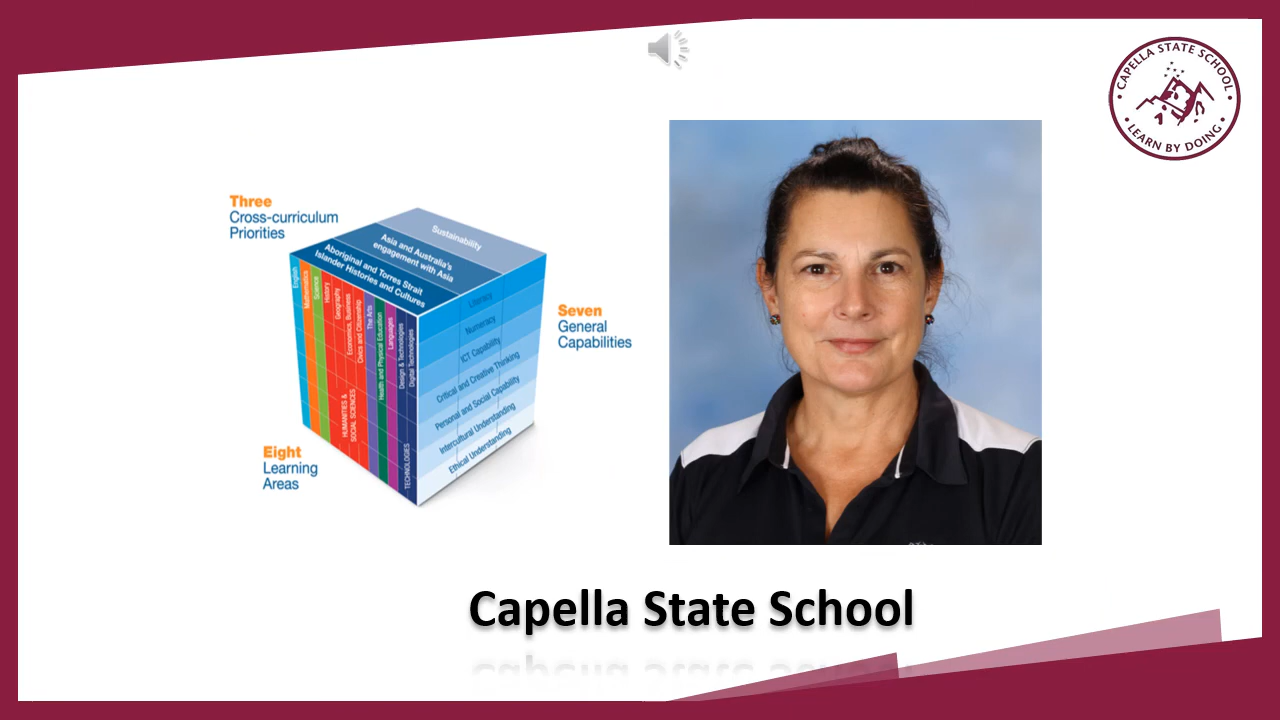 CAPELLA STATE SCHOOL
LEARN BY DOING
Three
Cross-curriculum
Priorities
Sustainability
Asia and Australia's
engagement with Asia
Aboriginal and Torres Strait
Islander Histories and Cultures
English
Mathematics
Science
History
Geography
Economics, Business
Civics and Citizenship
HUMANITIES &
SOCIAL SCIENCES
The Arts
Health and Physical Education
Languages
Design & Technologies
Digital Technologies
TECHNOLOGIES
Literacy
Numeracy
ICT Capability
Critical and Creative Thinking
Personal and Social Capability
Intercultural Understanding
Ethical Understanding
Seven
General
Capabilities
Eight
Learning
Areas
Capella State School